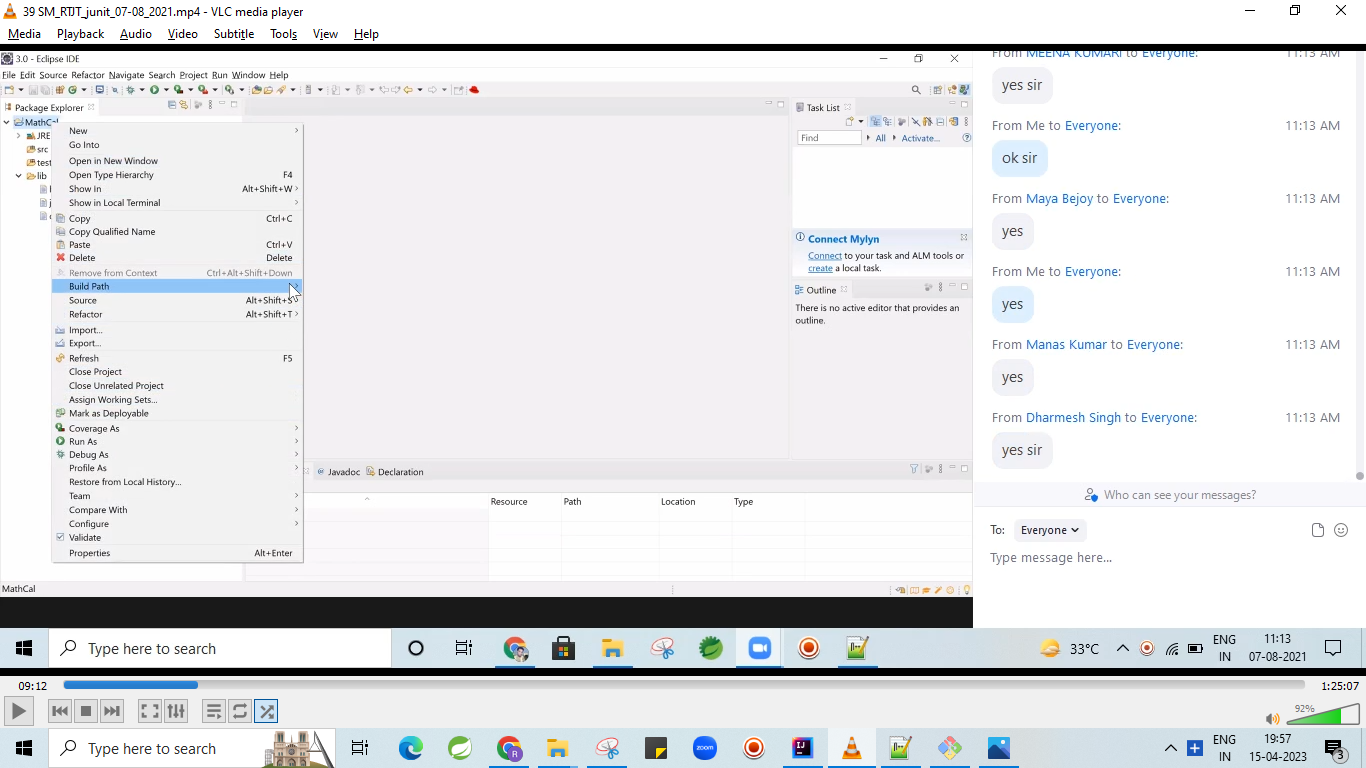 39 SM_RTJT_junit_07-08_2021.mp4 - VLC media player
Media Playback Audio Video Subtitle Tools View Help
3.0 - Eclipse IDE
File Edit Source Refactor Navigate Search Project Run Window Help
Package Explorer
MathCal
JRE
src
test
lib
New
Go Into
Open in New Window
Open Type Hierarchy F4
Show In Alt+Shift+W
Show in Local Terminal
Copy Ctrl+C
Copy Qualified Name
Paste Ctrl+V
Delete Delete
Remove from Context Ctrl+Alt+Shift+Down
Build Path
Source Alt+Shift+S
Refactor Alt+Shift+T
Import...
Export...
Refresh F5
Close Project
Close Unrelated Project
Assign Working Sets...
Mark as Deployable
Coverage As
Run As
Debug As
Profile As
Restore from Local History...
Team
Compare With
Configure
Validate
Properties Alt+Enter
Javadoc Declaration
Resource Path Location Type
MathCal
Task List
Find All Activate...
Connect Mylyn
Connect to your task and ALM tools or
create a local task.
Outline
There is no active editor that provides an
outline.
From MEENA KUMARI to Everyone: 11:13 AM
yes sir
From Me to Everyone: 11:13 AM
ok sir
From Maya Bejoy to Everyone: 11:13 AM
yes
From Me to Everyone: 11:13 AM
yes
From Manas Kumar to Everyone: 11:13 AM
yes
From Dharmesh Singh to Everyone: 11:13 AM
yes sir
Who can see your messages?
To: Everyone
Type message here...
Type here to search
33°C
ENG
IN
11:13
07-08-2021
09:12
1:25:07
92%
Type here to search
zoom
ENG
IN
19:57
15-04-2023
3